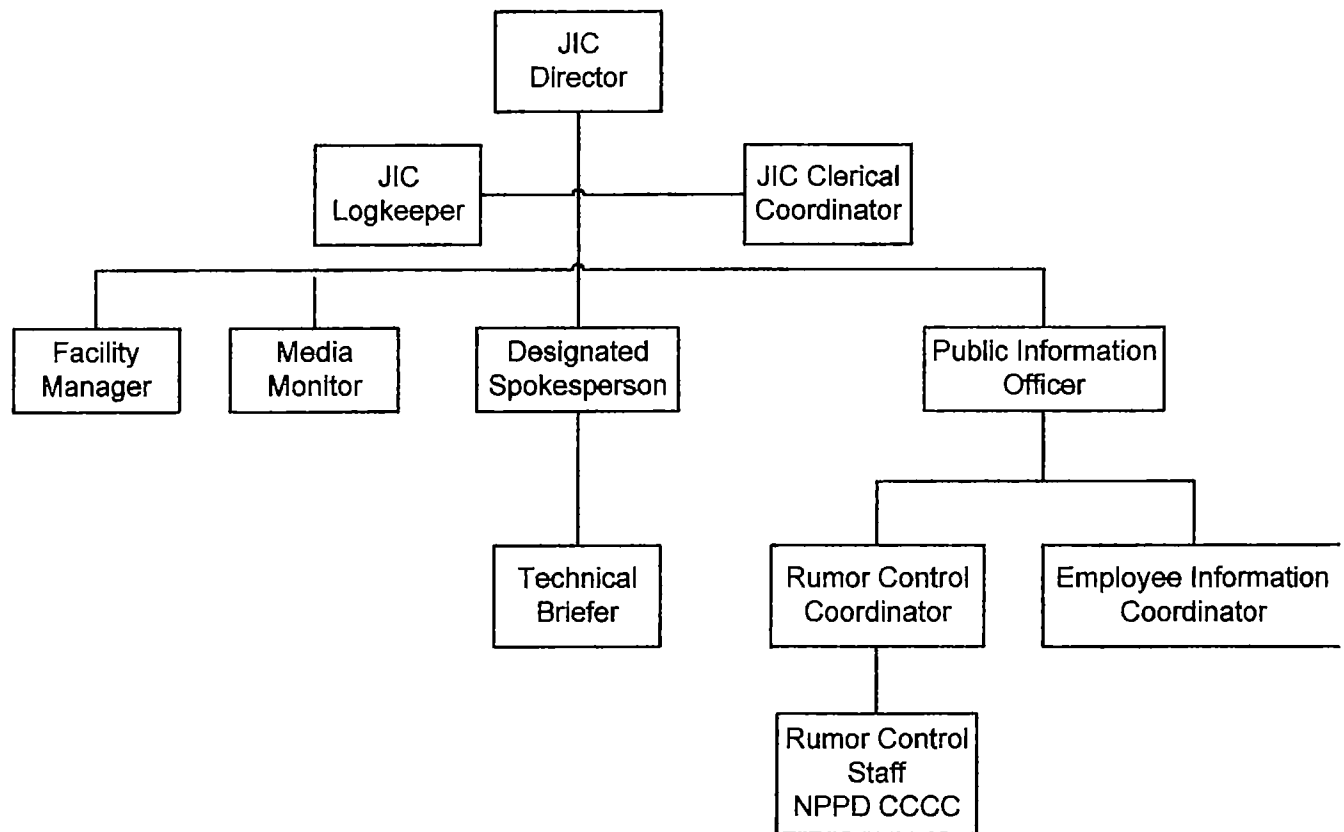 JIC
Director
JIC
Logkeeper
JIC Clerical
Coordinator
Facility
Manager
Media
Monitor
Designated
Spokesperson
Public Information
Officer
Technical
Briefer
Rumor Control
Coordinator
Employee Information
Coordinator
Rumor Control
Staff
NPPD CCCC